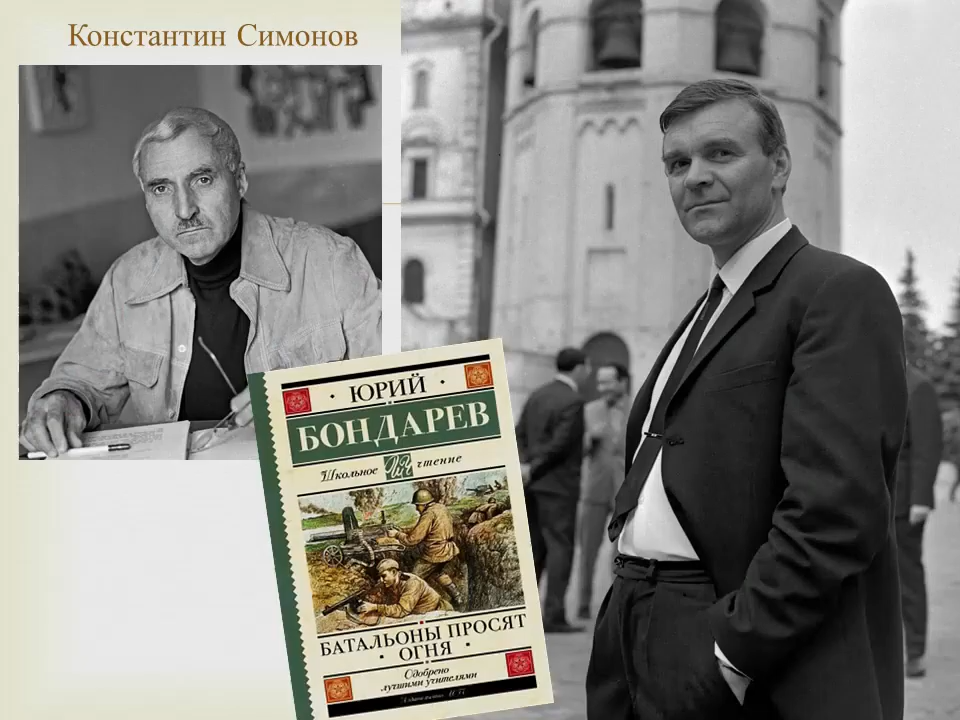 Константин Симонов
· ЮРИЙ ·
БОНДАРЕВ
Школьное чтение
БАТАЛЬОНЫ ПРОСЯТ
· ОГНЯ ·
Одобрено
лучшими учителями